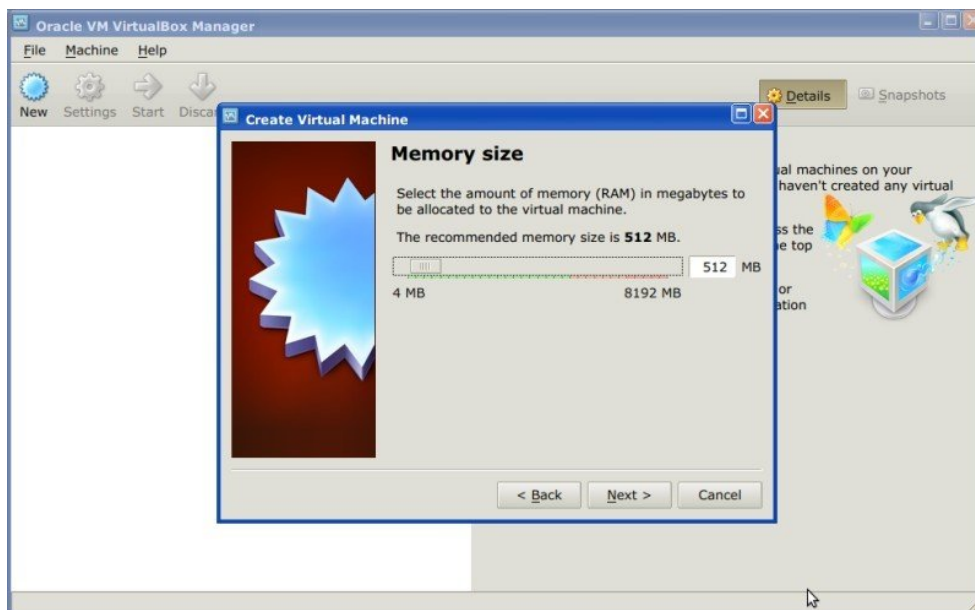 Oracle VM VirtualBox Manager
File Machine Help
New Settings Start Details Snapshots
Create Virtual Machine
Memory size
Select the amount of memory (RAM) in megabytes to
be allocated to the virtual machine.
The recommended memory size is 512 MB.
512 MB
4 MB 8192 MB
< Back Next > Cancel
machines on your
haven't created any virtual
the
top
or